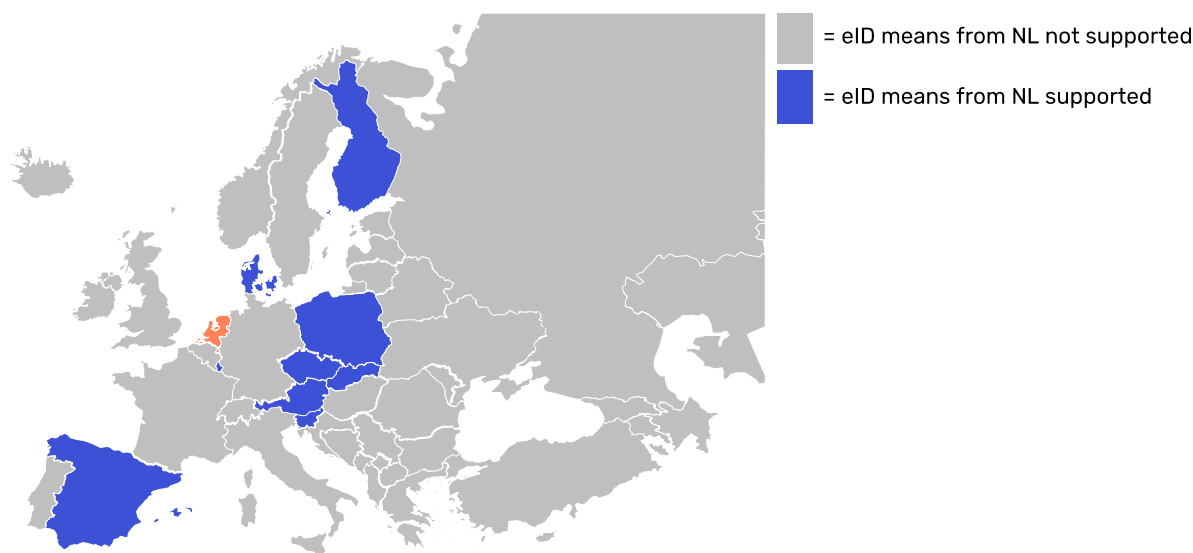 = eID means from NL not supported
= eID means from NL supported